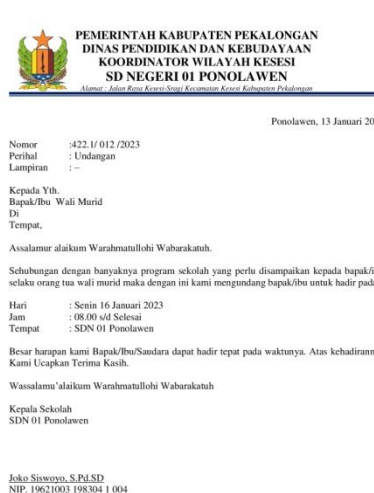 PEMERINTAH KABUPATEN PEKALONGAN
DINAS PENDIDIKAN DAN KEBUDAYAAN
KOORDINATOR WILAYAH KESESI
SD NEGERI 01 PONOLAWEN
Alamat : Jalan Raya Kesesi-Sragi Kecamatan Kesesi Kabupaten Pekalongan
Ponolawen, 13 Januari 20
Nomor :422.1/ 012 /2023
Perihal : Undangan
Lampiran : –
Kepada Yth.
Bapak/Ibu Wali Murid
Di
Tempat,
Assalamur alaikum Warahmatullohi Wabarakatuh.
Sehubungan dengan banyaknya program sekolah yang perlu disampaikan kepada bapak/i
selaku orang tua wali murid maka dengan ini kami mengundang bapak/ibu untuk hadir pada
Hari : Senin 16 Januari 2023
Jam : 08.00 s/d Selesai
Tempat : SDN 01 Ponolawen
Besar harapan kami Bapak/Ibu/Saudara dapat hadir tepat pada waktunya. Atas kehadirann
Kami Ucapkan Terima Kasih.
Wassalamu'alaikum Warahmatullohi Wabarakatuh
Kepala Sekolah
SDN 01 Ponolawen
Joko Siswoyo, S.Pd.SD
NIP. 19621003 198304 1 004